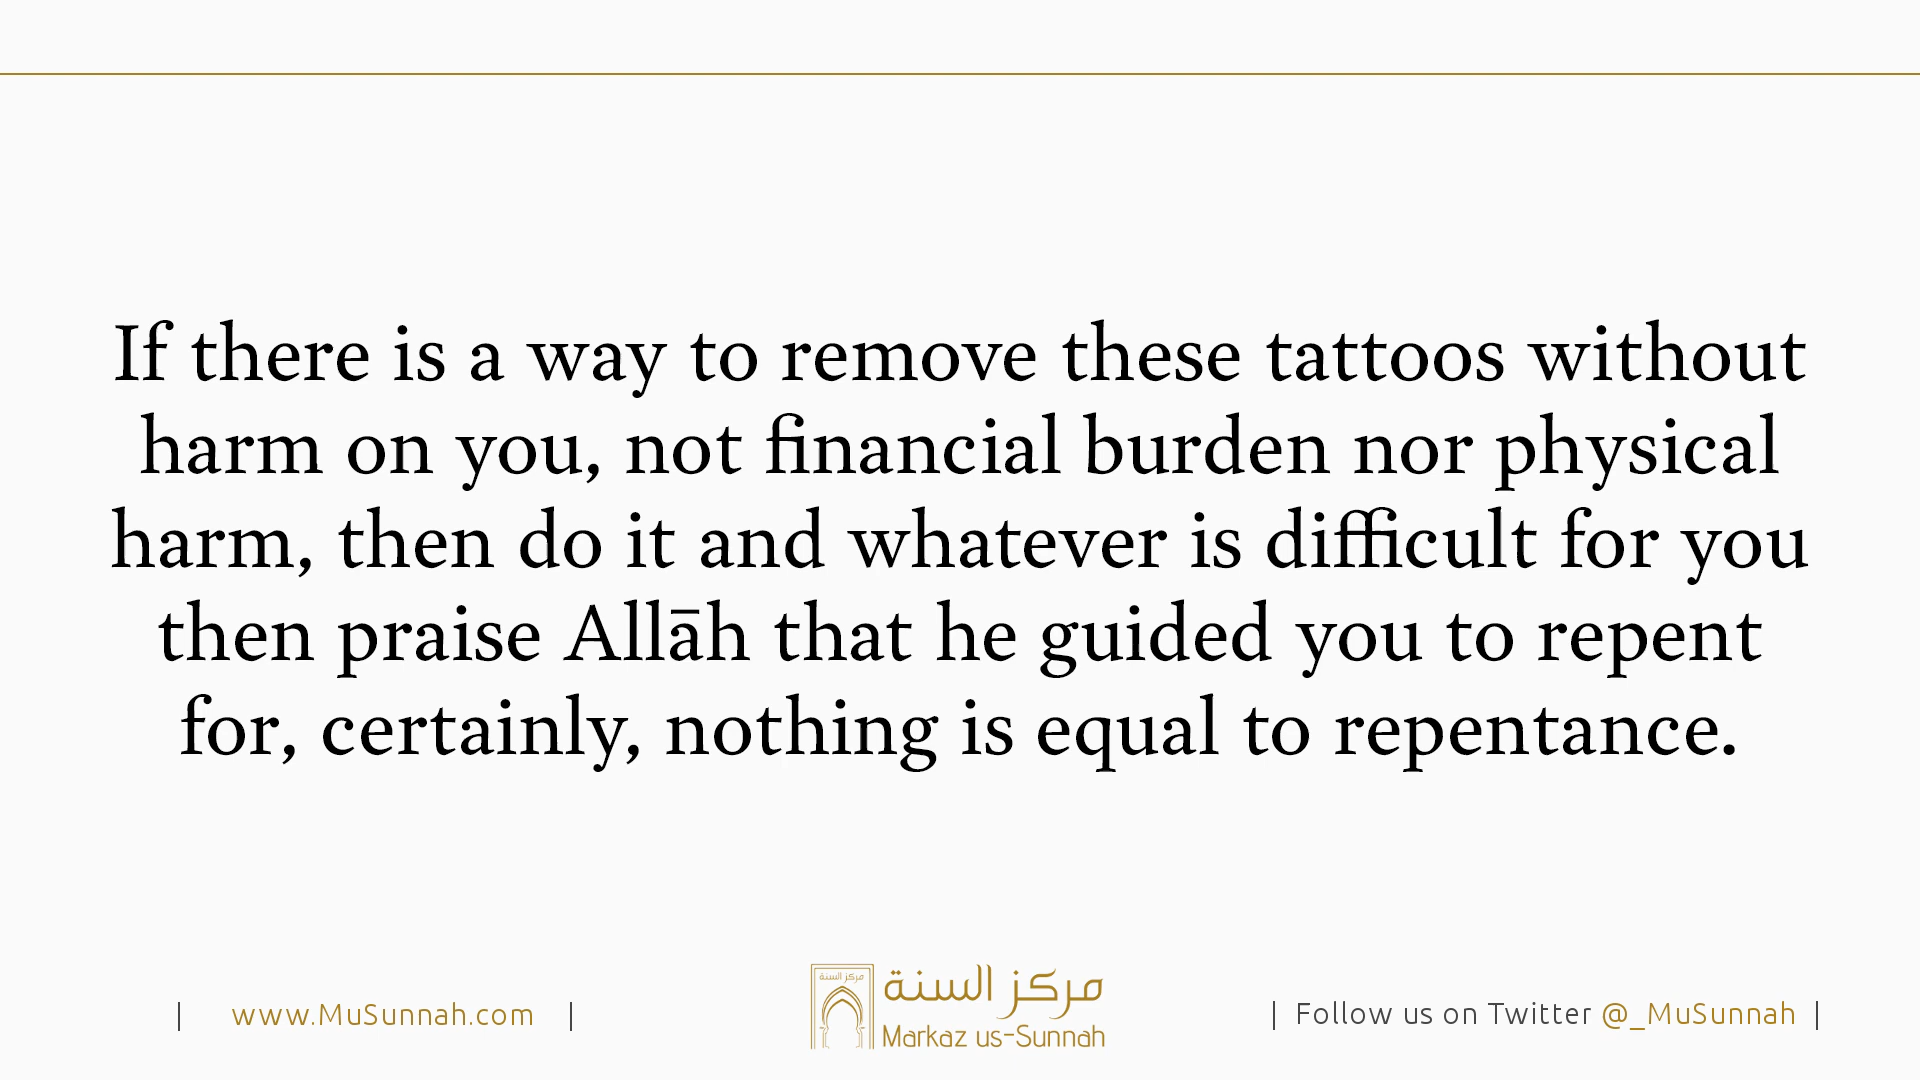 If there is a way to remove these tattoos without
harm on you, not financial burden nor physical
harm, then do it and whatever is difficult for you
then praise Allāh that he guided you to repent
for, certainly, nothing is equal to repentance.
| www.MuSunnah.com |
مركز السنة
مركز السنة
Markaz us-Sunnah
| Follow us on Twitter @_MuSunnah |